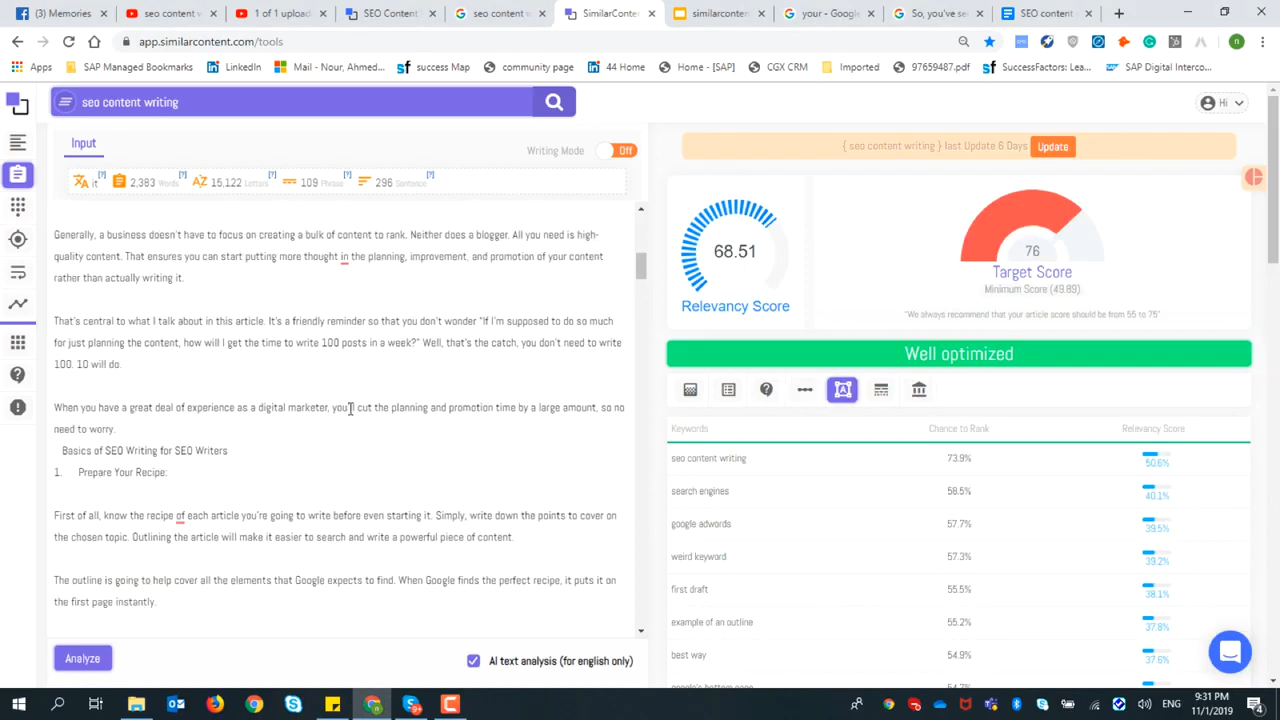 (3) Memories
seo content w
1 of 1 upload
SEO Content
seo content w
SimilarConten
similarconten
your - Google
So, you've se
SEO content
app.similarcontent.com/tools
Apps
SAP Managed Bookmarks
LinkedIn
Mail - Nour, Ahmed...
success Map
community page
44 Home
Home - [SAP]
CGX CRM
Imported
97659487.pdf
SuccessFactors: Lea...
SAP Digital Interco...
seo content writing
Hi
Input
Writing Mode
Off
it [?] 2,383 Words [?] 15,122 Letters [?] 109 Phrase [?] 296 Sentence [?]
Generally, a business doesn't have to focus on creating a bulk of content to rank. Neither does a blogger. All you need is high-
quality content. That ensures you can start putting more thought in the planning, improvement, and promotion of your content
rather than actually writing it.
That's central to what I talk about in this article. It's a friendly reminder so that you don't wonder "If I'm supposed to do so much
for just planning the content, how will I get the time to write 100 posts in a week?" Well, that's the catch, you don't need to write
100. 10 will do.
When you have a great deal of experience as a digital marketer, you'll cut the planning and promotion time by a large amount, so no
need to worry.
Basics of SEO Writing for SEO Writers
1. Prepare Your Recipe:
First of all, know the recipe of each article you're going to write before even starting it. Simply, write down the points to cover on
the chosen topic. Outlining the article will make it easier to search and write a powerful piece of content.
The outline is going to help cover all the elements that Google expects to find. When Google finds the perfect recipe, it puts it on
the first page instantly.
Analyze
AI text analysis (for english only)
{ seo content writing } last Update 6 Days
Update
68.51
Relevancy Score
76
Target Score
Minimum Score (49.89)
"We always recommend that your article score should be from 55 to 75"
Well optimized
Keywords Chance to Rank Relevancy Score
seo content writing 73.9% 50.6%
search engines 58.5% 40.1%
google adwords 57.7% 39.5%
weird keyword 57.3% 39.2%
first draft 55.5% 38.1%
example of an outline 55.2% 37.8%
best way 54.9% 37.6%
ENG
9:31 PM
11/1/2019